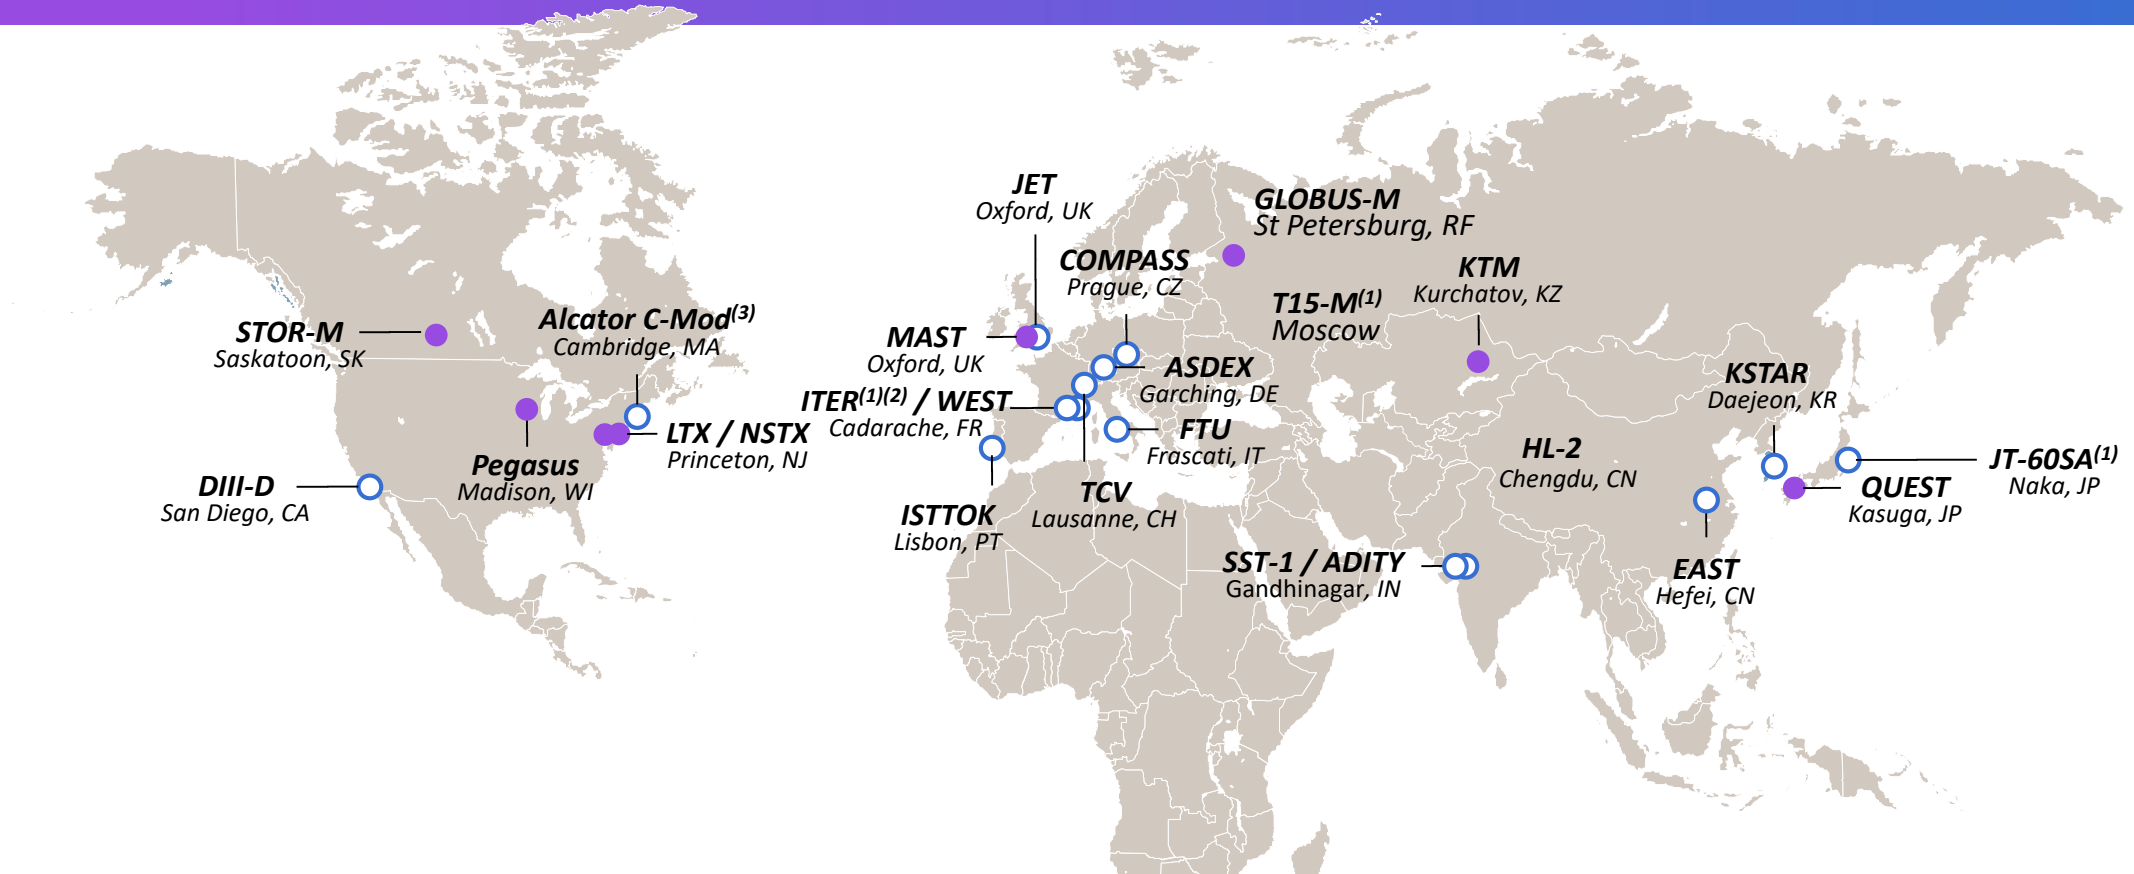 JET
Oxford, UK
GLOBUS-M
St Petersburg, RF
COMPASS
Prague, CZ
KTM
Kurchatov, KZ
T15-M(1)
Moscow
STOR-M
Saskatoon, SK
Alcator C-Mod(3)
Cambridge, MA
MAST
Oxford, UK
ASDEX
Garching, DE
KSTAR
Daejeon, KR
ITER(1)(2) / WEST
Cadarache, FR
LTX / NSTX
Princeton, NJ
FTU
Frascati, IT
HL-2
Chengdu, CN
JT-60SA(1)
Naka, JP
Pegasus
Madison, WI
DIII-D
San Diego, CA
TCV
Lausanne, CH
QUEST
Kasuga, JP
ISTTOK
Lisbon, PT
SST-1 / ADITY
Gandhinagar, IN
EAST
Hefei, CN